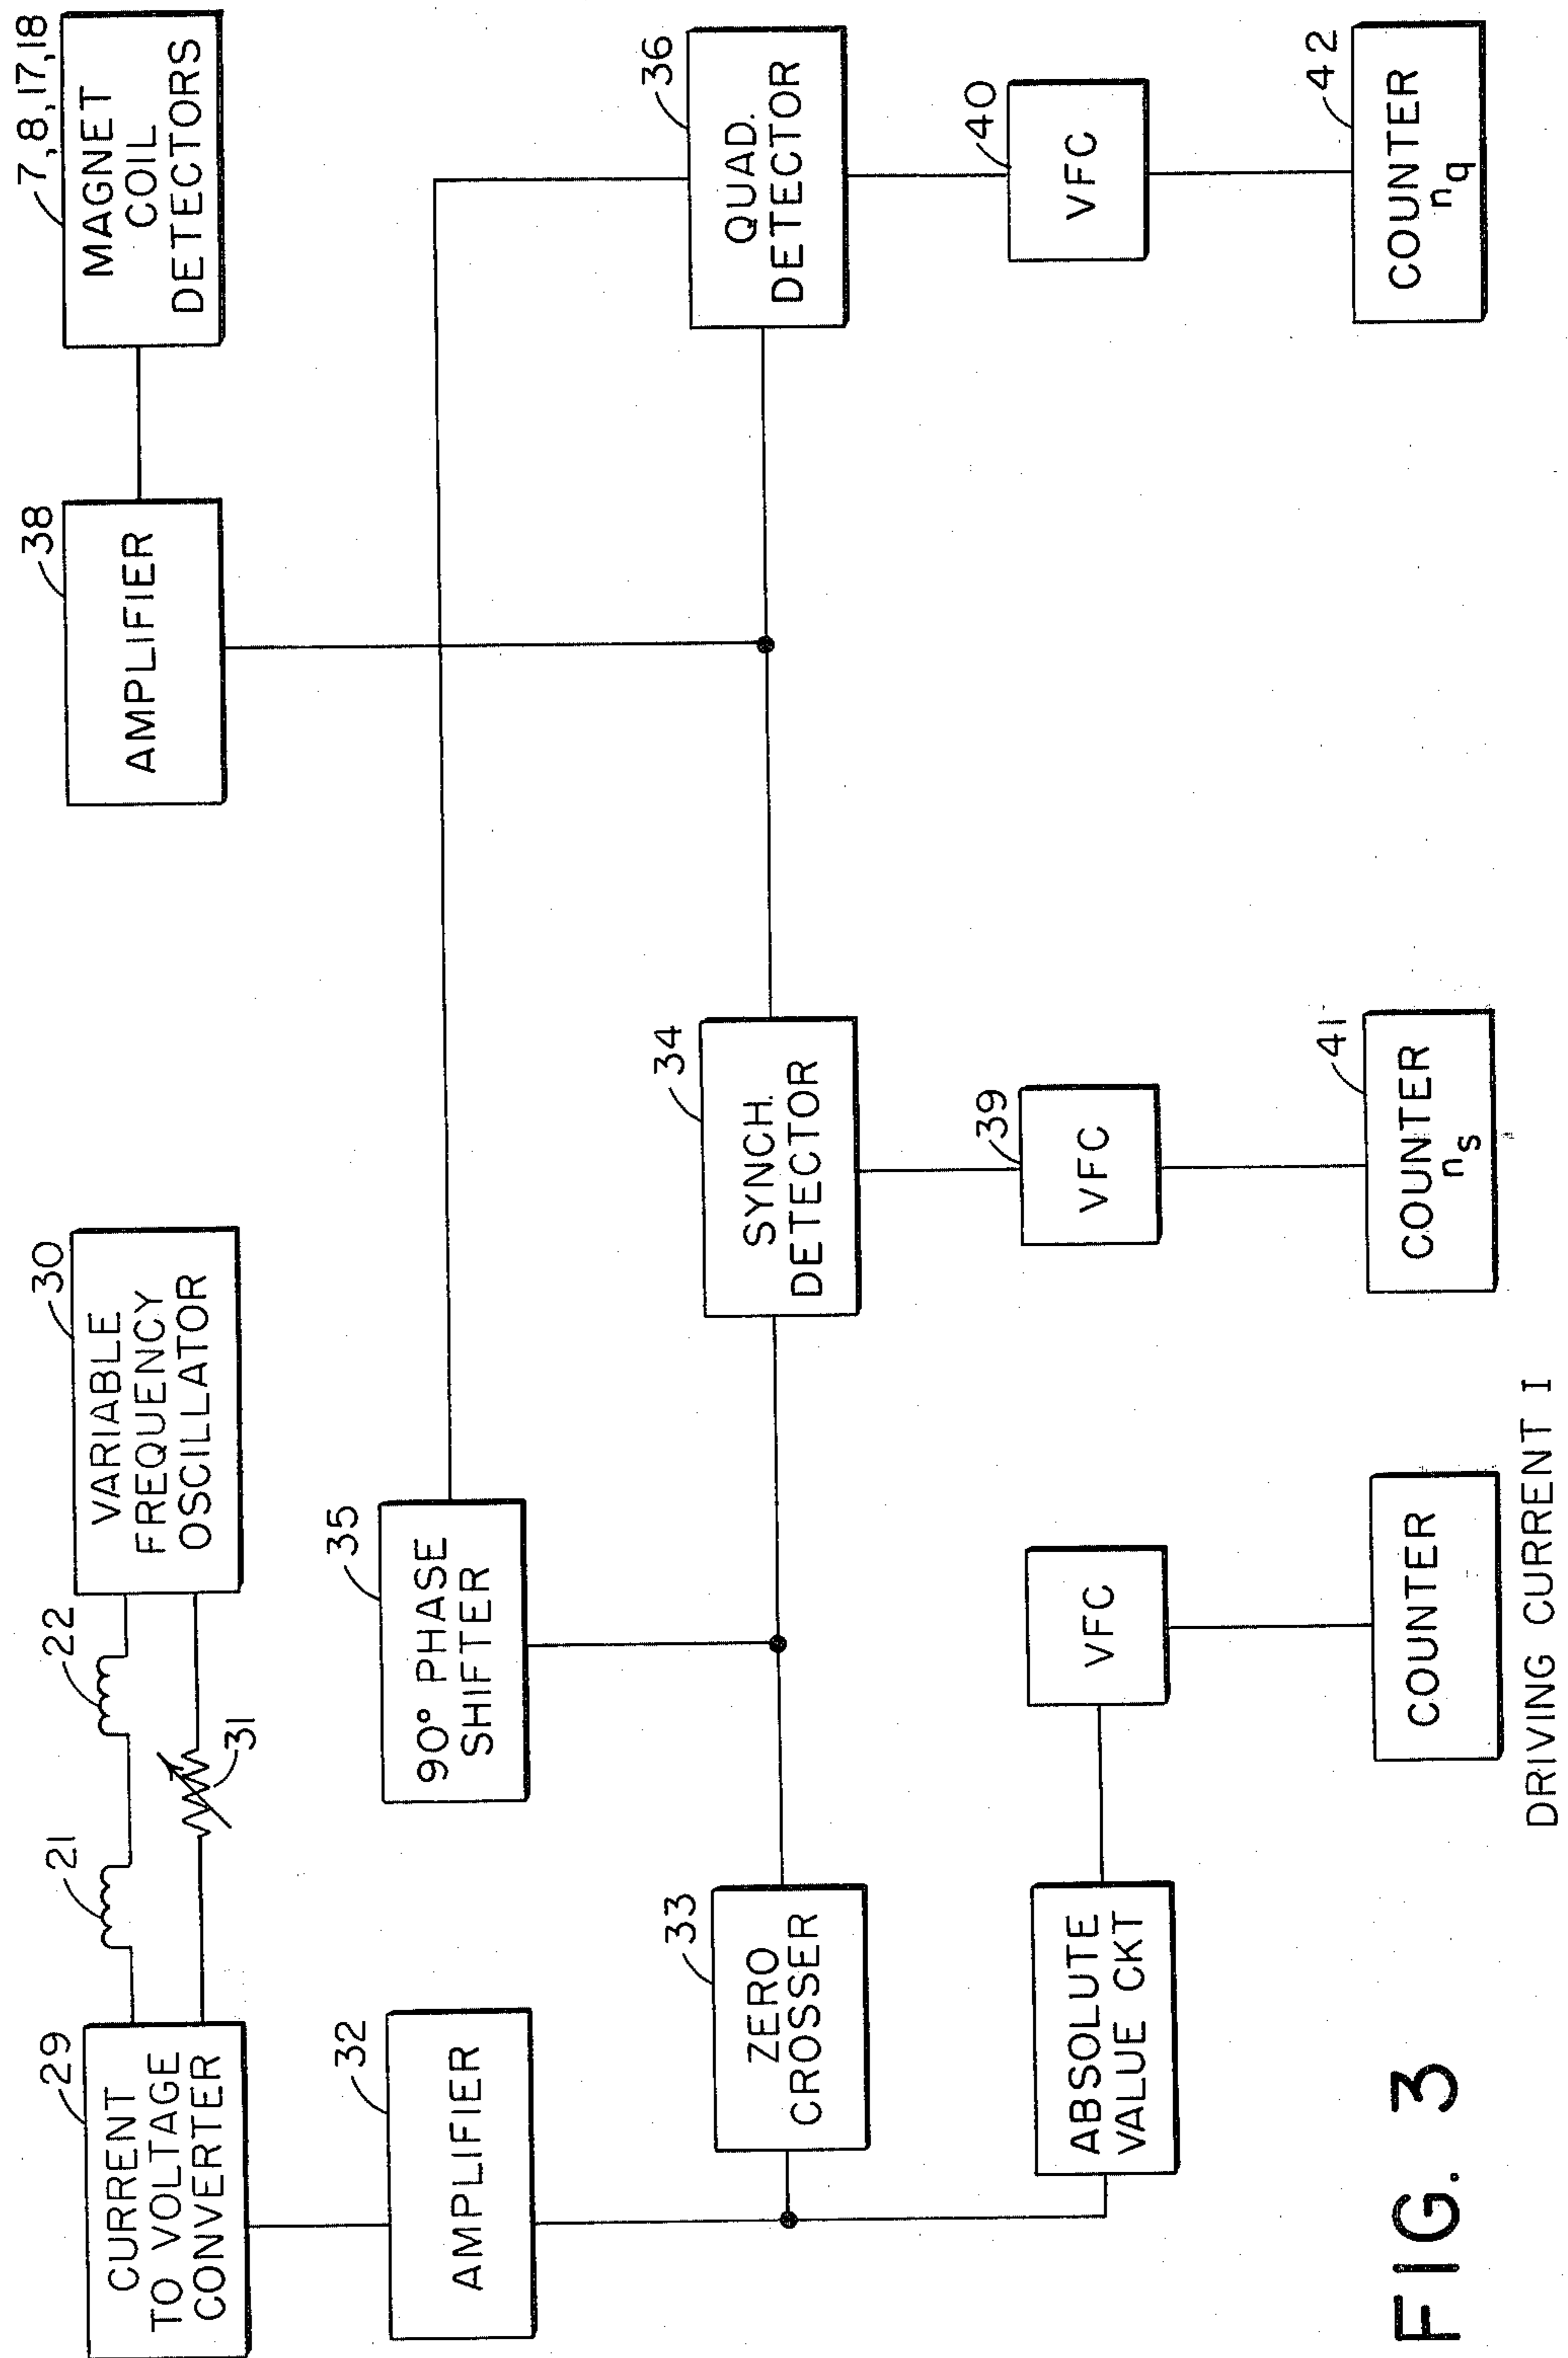 29
CURRENT
TO VOLTAGE
CONVERTER
21
22
31
30
VARIABLE
FREQUENCY
OSCILLATOR
38
AMPLIFIER
7,8,17,18
MAGNET
COIL
DETECTORS
32
AMPLIFIER
35
90° PHASE
SHIFTER
33
ZERO
CROSSER
34
SYNCH.
DETECTOR
36
QUAD.
DETECTOR
ABSOLUTE
VALUE CKT
VFC
39
VFC
40
VFC
COUNTER
DRIVING CURRENT I
41
COUNTER
ns
42
COUNTER
nq
FIG. 3